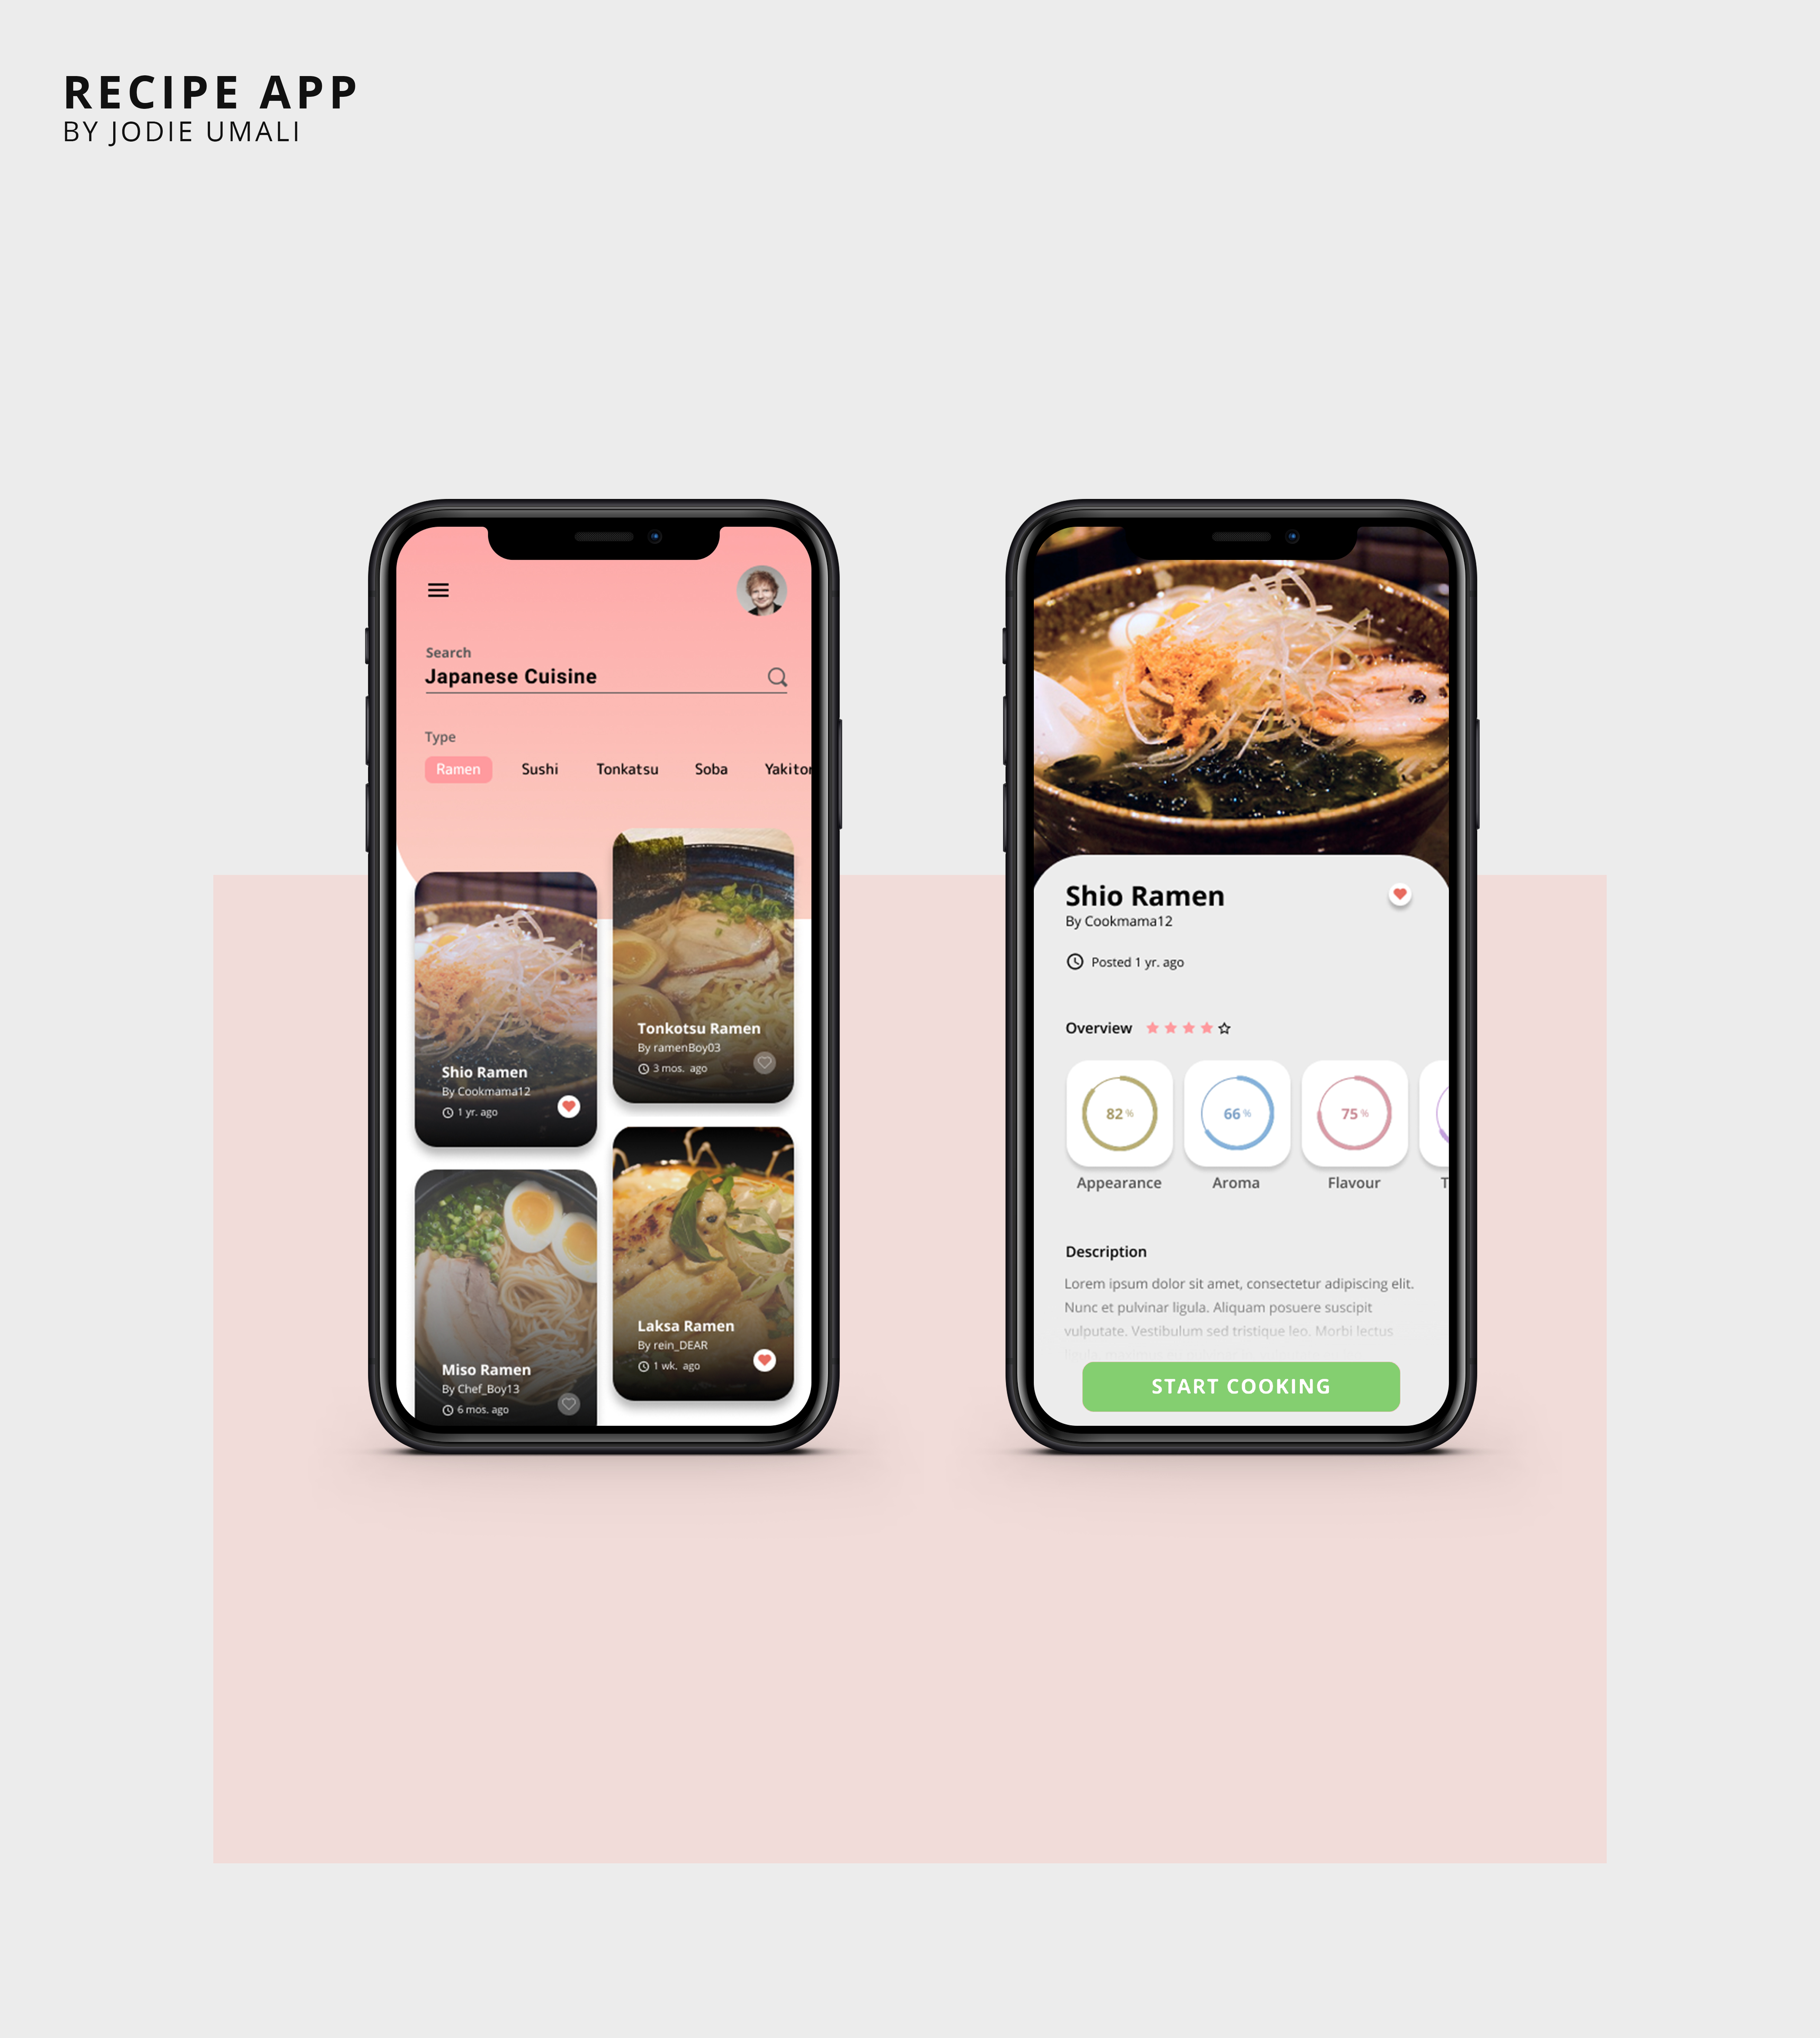 RECIPE APP
BY JODIE UMALI
Search
Japanese Cuisine
Type
Ramen Sushi Tonkatsu Soba Yakitor
Tonkotsu Ramen
By ramenBoy03
3 mos. ago
Shio Ramen
By Cookmama12
1 yr. ago
Laksa Ramen
By rein_DEAR
1 wk. ago
Miso Ramen
By Chef_Boy13
6 mos. ago
Shio Ramen
By Cookmama12
Posted 1 yr. ago
Overview
82 % 66 % 75 %
Appearance Aroma Flavour T
Description
Lorem ipsum dolor sit amet, consectetur adipiscing elit.
Nunc et pulvinar ligula. Aliquam posuere suscipit
vulputate. Vestibulum sed tristique leo. Morbi lectus
START COOKING